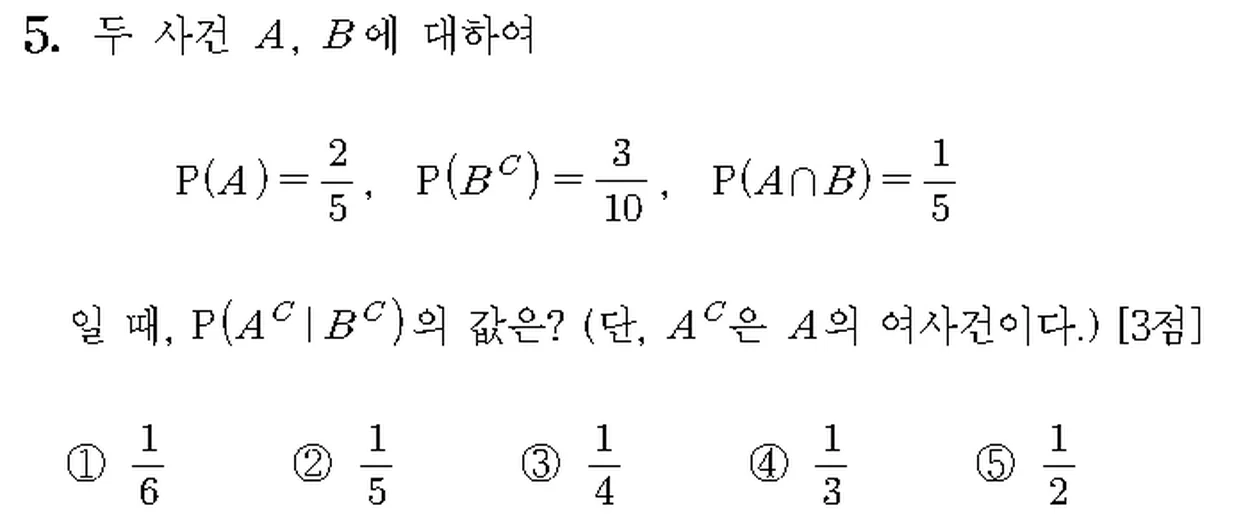 5. 두 사건 A, B에 대하여
P(A)=2/5, P(B^C)=3/10, P(A∩B)=1/5
일 때, P(A^C|B^C)의 값은? (단, A^C은 A의 여사건이다.) [3점]
① 1/6 ② 1/5 ③ 1/4 ④ 1/3 ⑤ 1/2